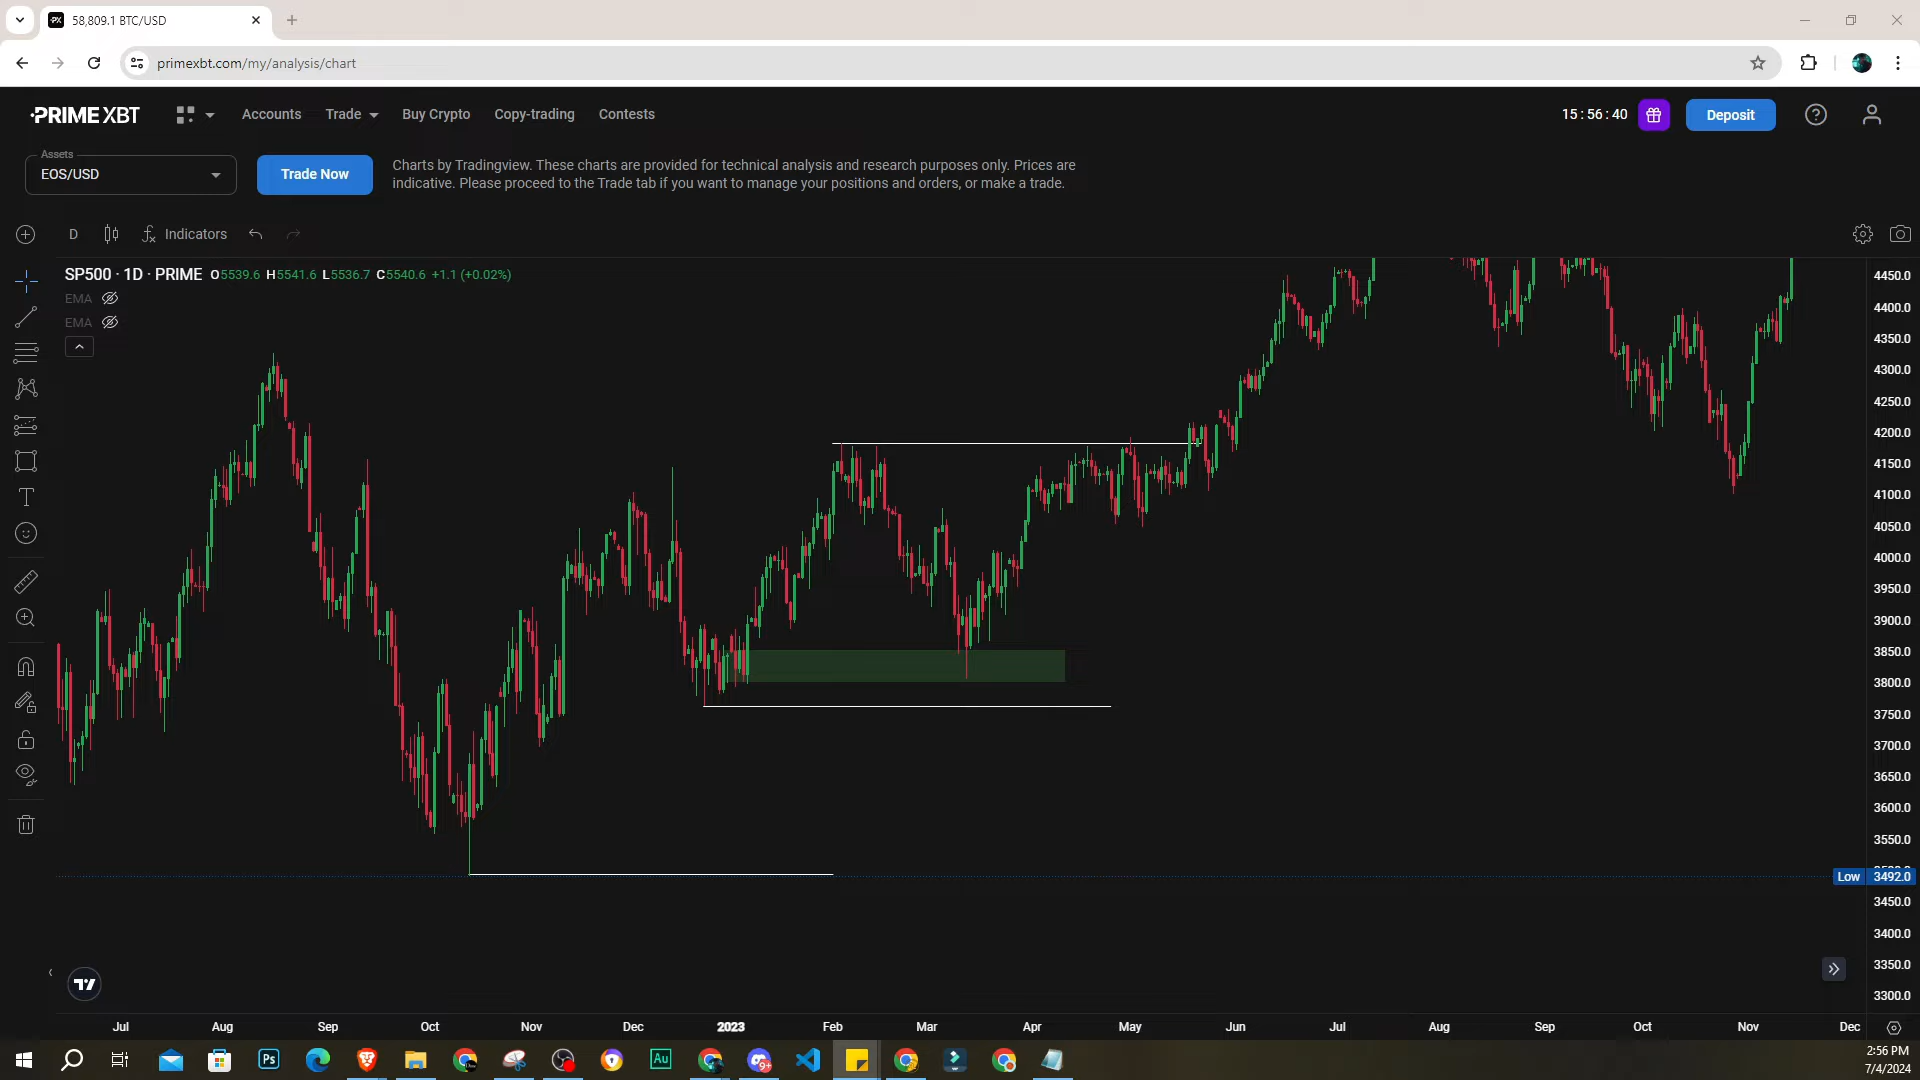 58,809.1 BTC/USD
primexbt.com/my/analysis/chart
PRIME XBT
Accounts
Trade
Buy Crypto
Copy-trading
Contests
15 : 56 : 40
Deposit
Assets
EOS/USD
Trade Now
Charts by Tradingview. These charts are provided for technical analysis and research purposes only. Prices are
indicative. Please proceed to the Trade tab if you want to manage your positions and orders, or make a trade.
D
Indicators
SP500 · 1D · PRIME O5539.6 H5541.6 L5536.7 C5540.6 +1.1 (+0.02%)
EMA
EMA
4450.0
4400.0
4350.0
4300.0
4250.0
4200.0
4150.0
4100.0
4050.0
4000.0
3950.0
3900.0
3850.0
3800.0
3750.0
3700.0
3650.0
3600.0
3550.0
Low 3492.0
3450.0
3400.0
3350.0
3300.0
Jul Aug Sep Oct Nov Dec 2023 Feb Mar Apr May Jun Jul Aug Sep Oct Nov Dec
Ps
Au
9+
2:56 PM
7/4/2024